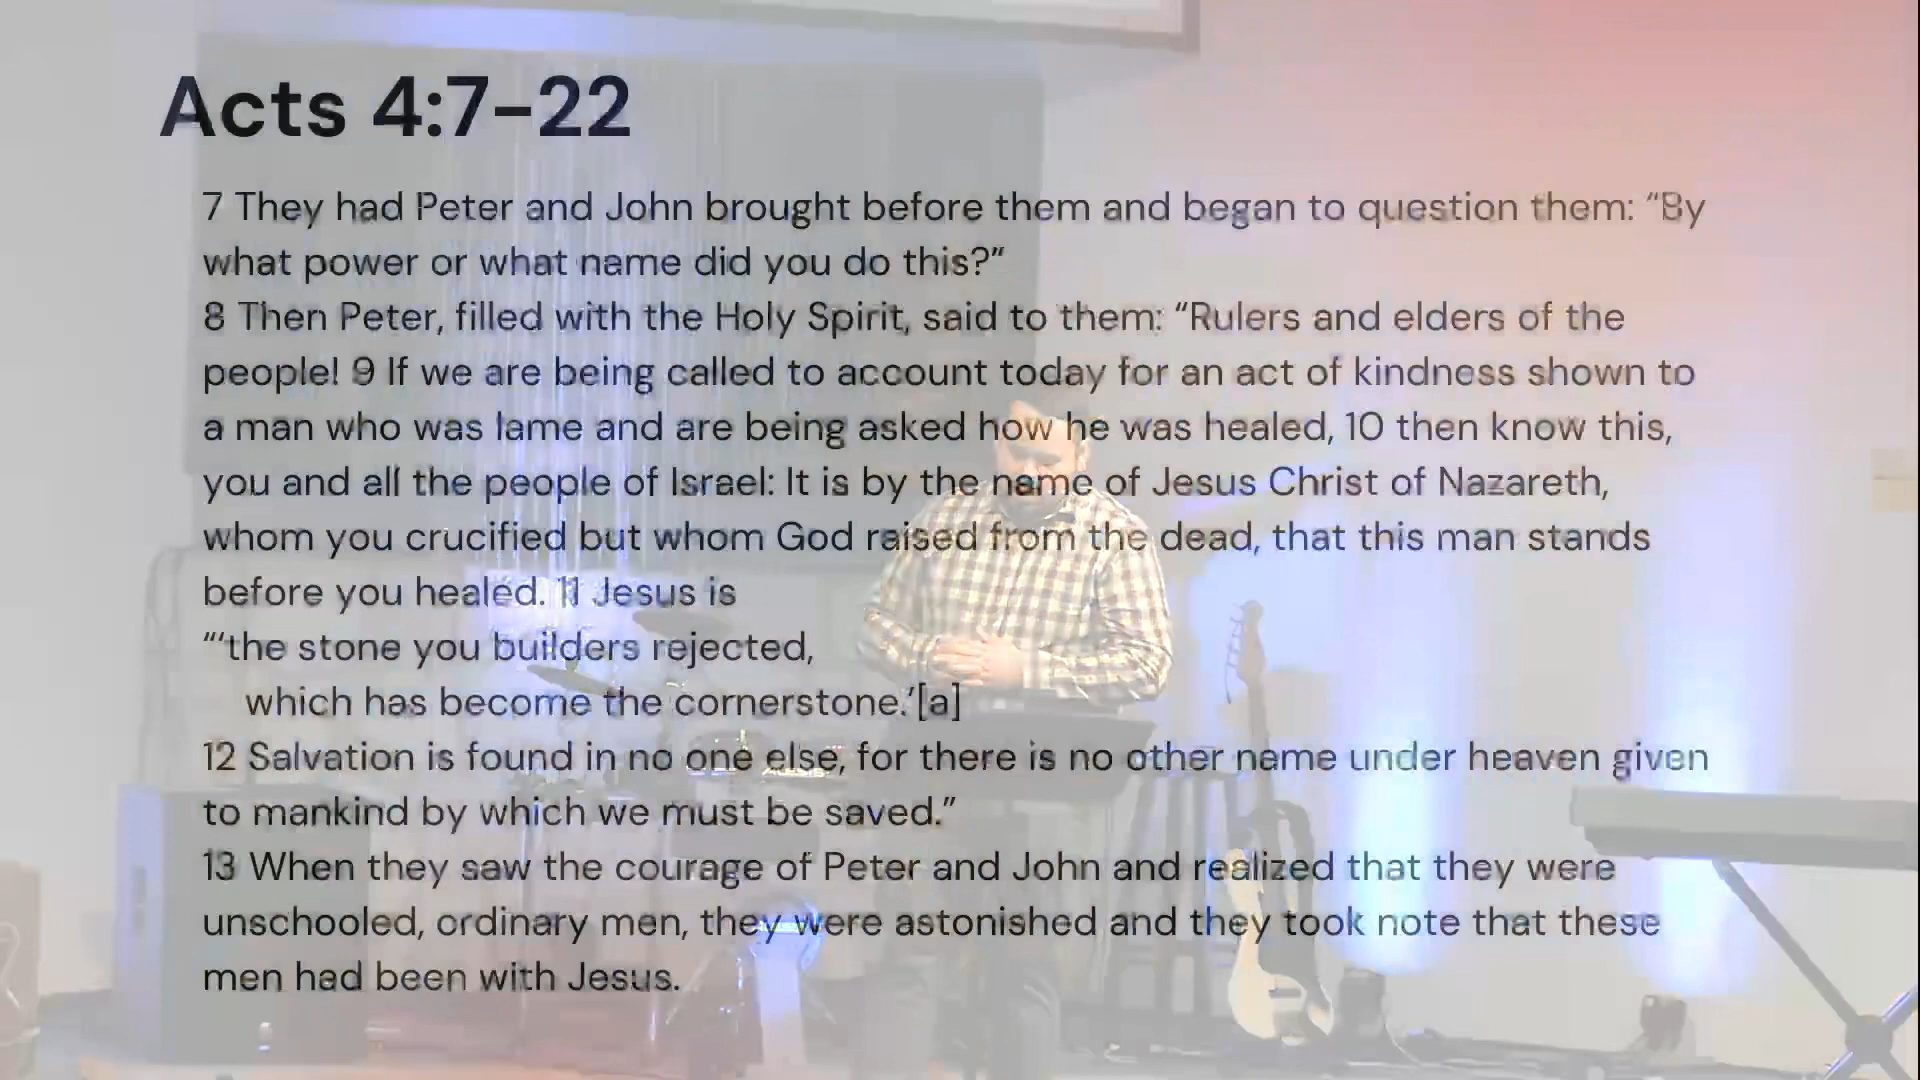 Acts 4:7–22
7 They had Peter and John brought before them and began to question them: “By
what power or what name did you do this?”
8 Then Peter, filled with the Holy Spirit, said to them: “Rulers and elders of the
people! 9 If we are being called to account today for an act of kindness shown to
a man who was lame and are being asked how he was healed, 10 then know this,
you and all the people of Israel: It is by the name of Jesus Christ of Nazareth,
whom you crucified but whom God raised from the dead, that this man stands
before you healed. 11 Jesus is
“‘the stone you builders rejected,
which has become the cornerstone.’[a]
12 Salvation is found in no one else, for there is no other name under heaven given
to mankind by which we must be saved.”
13 When they saw the courage of Peter and John and realized that they were
unschooled, ordinary men, they were astonished and they took note that these
men had been with Jesus.